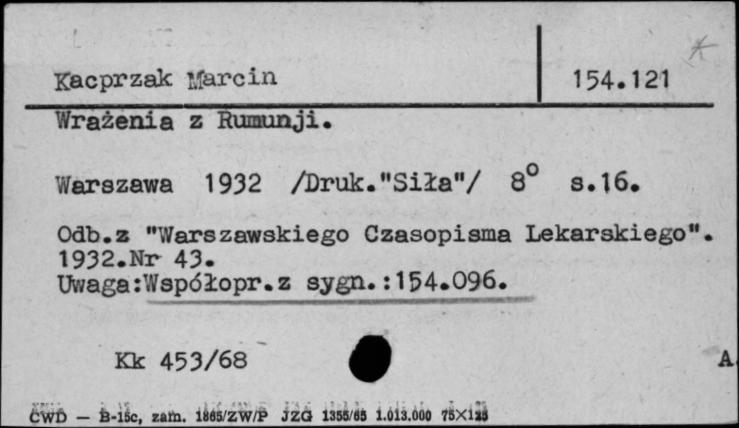 Kacprzak Marcin 154.121
Wrażenia z Rumunji.
Warszawa 1932 /Druk."Siła"/ 8° s.16.
Odb.z "Warszawskiego Czasopisma Lekarskiego".
1932.Nr 43.
Uwaga:Współopr.z sygn.:154.096.
Kk 453/68
A.
CWD — B-15c, zam. 1865/ZW/P JZG 1355/65 1.013.000 75×125